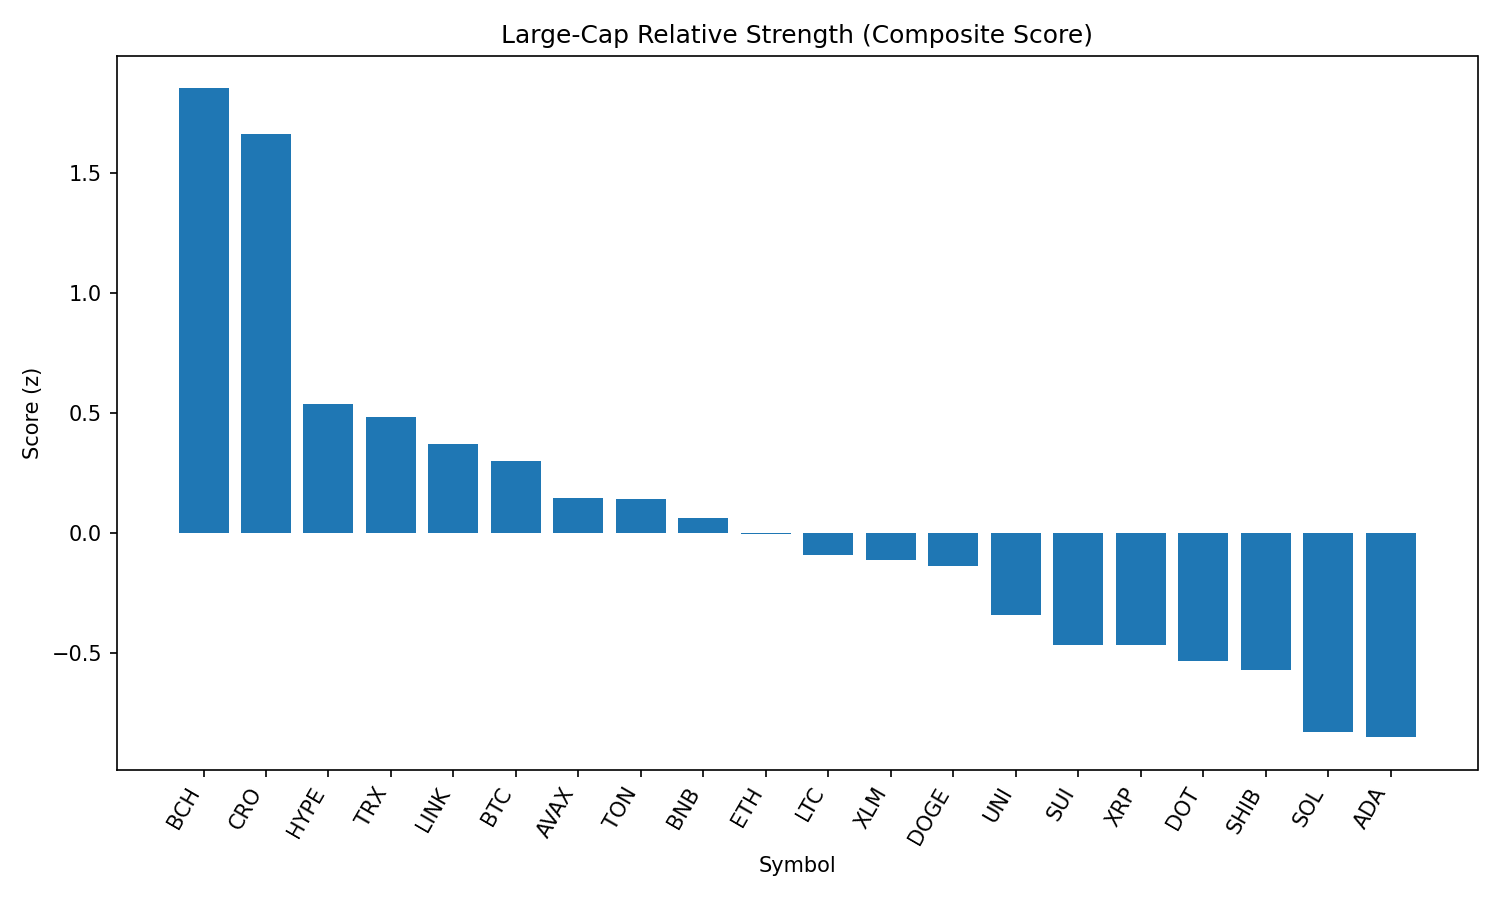 Large-Cap Relative Strength (Composite Score)
Score (z)
1.5
1.0
0.5
0.0
−0.5
BCH
CRO
HYPE
TRX
LINK
BTC
AVAX
TON
BNB
ETH
LTC
XLM
DOGE
UNI
SUI
XRP
DOT
SHIB
SOL
ADA
Symbol